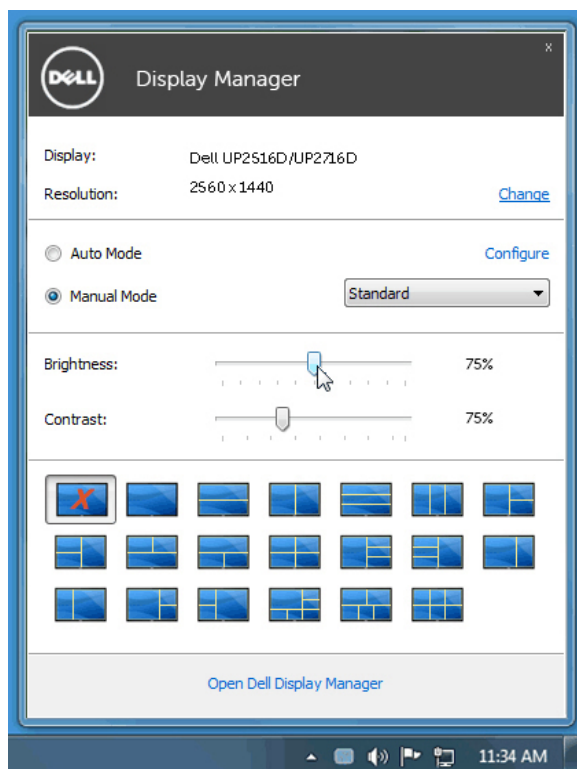 x
DELL Display Manager
Display: Dell UP2516D/UP2716D
Resolution: 2560 x 1440 Change
Auto Mode Configure
Manual Mode Standard
Brightness: 75%
Contrast: 75%
X
Open Dell Display Manager
11:34 AM